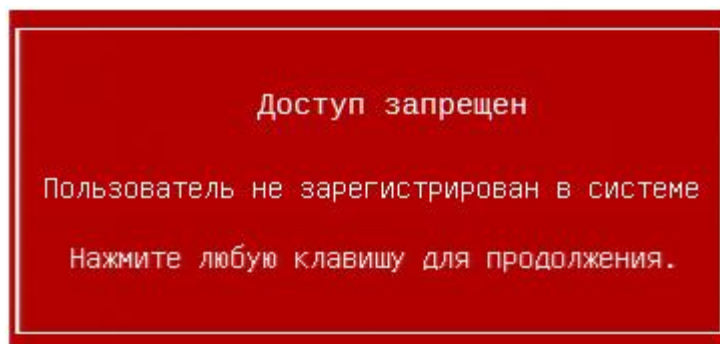 Доступ запрещен
Пользователь не зарегистрирован в системе
Нажмите любую клавишу для продолжения.